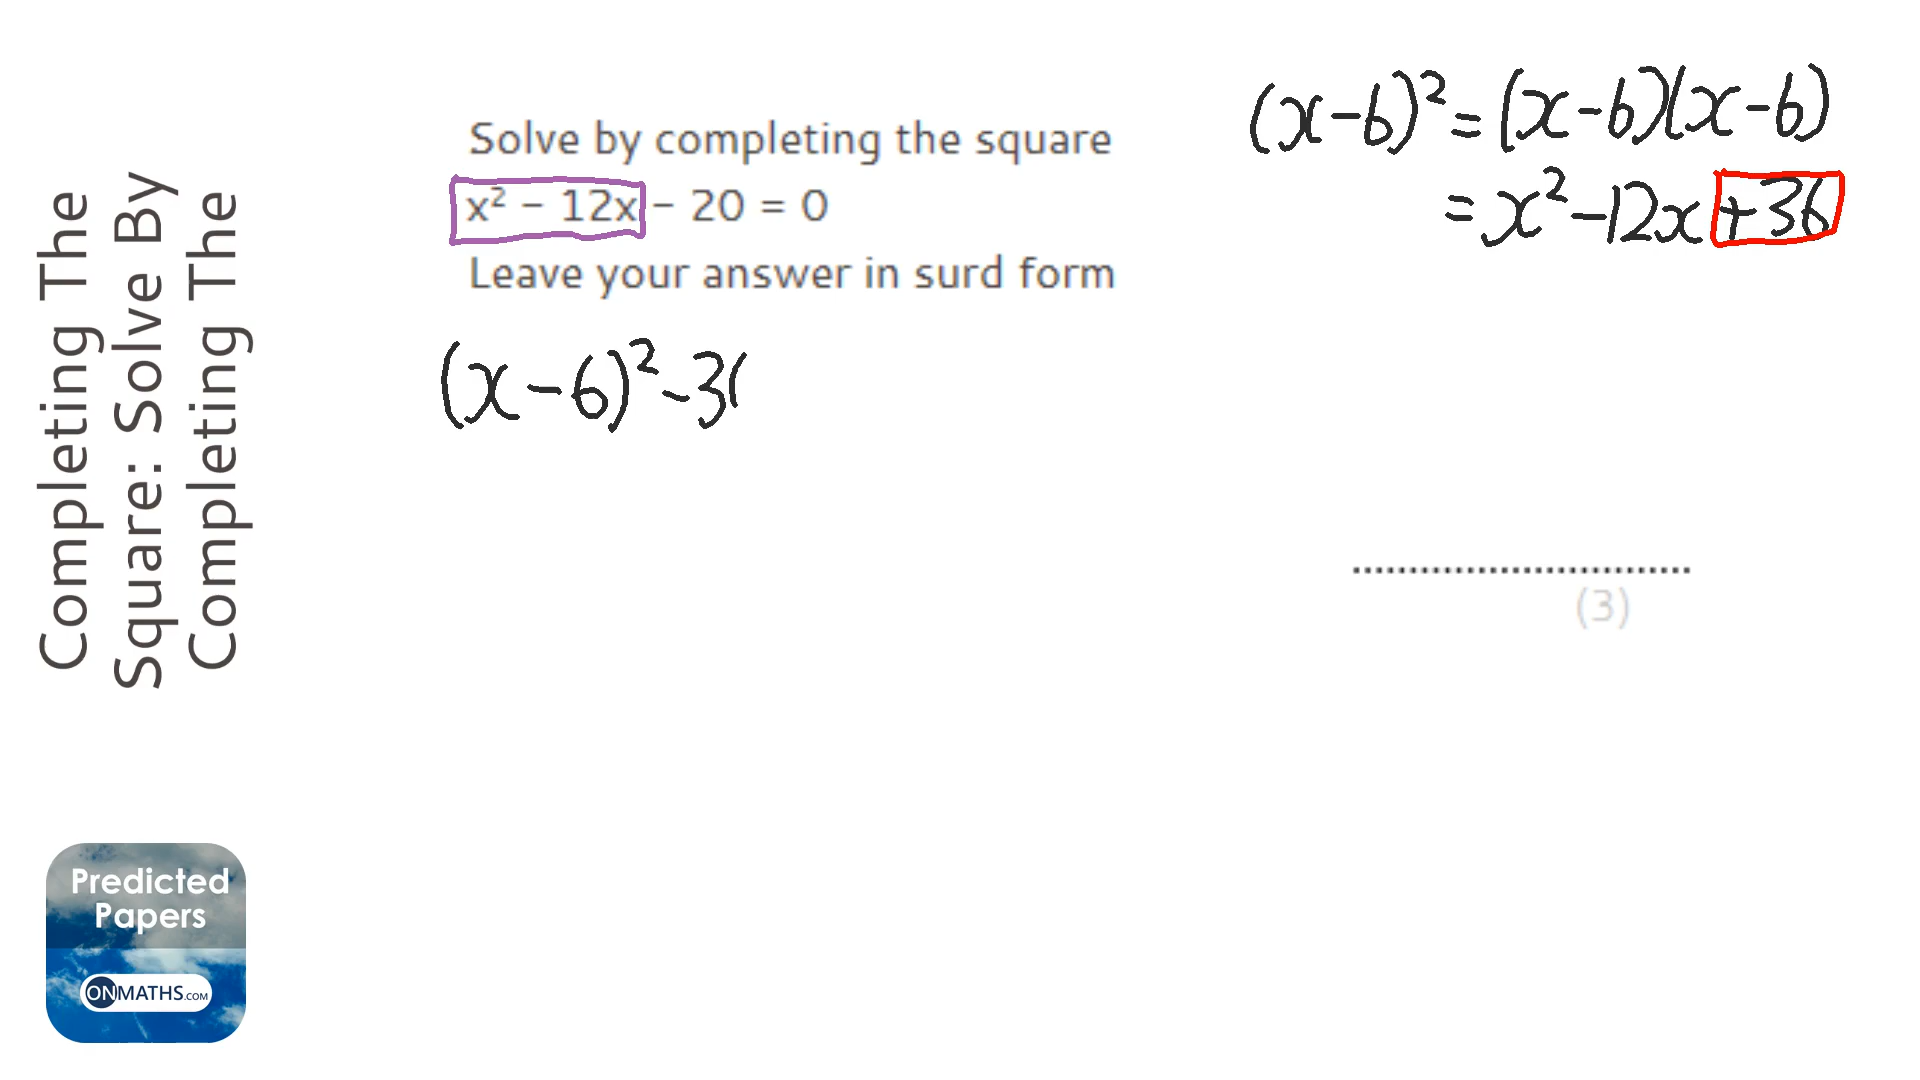 Completing The
Square: Solve By
Completing The
Solve by completing the square
x² - 12x - 20 = 0
Leave your answer in surd form
(x-6)² = (x-6)(x-6)
= x² -12x +36
(x-6)² -3
(3)
Predicted
Papers
ONMATHS.COM